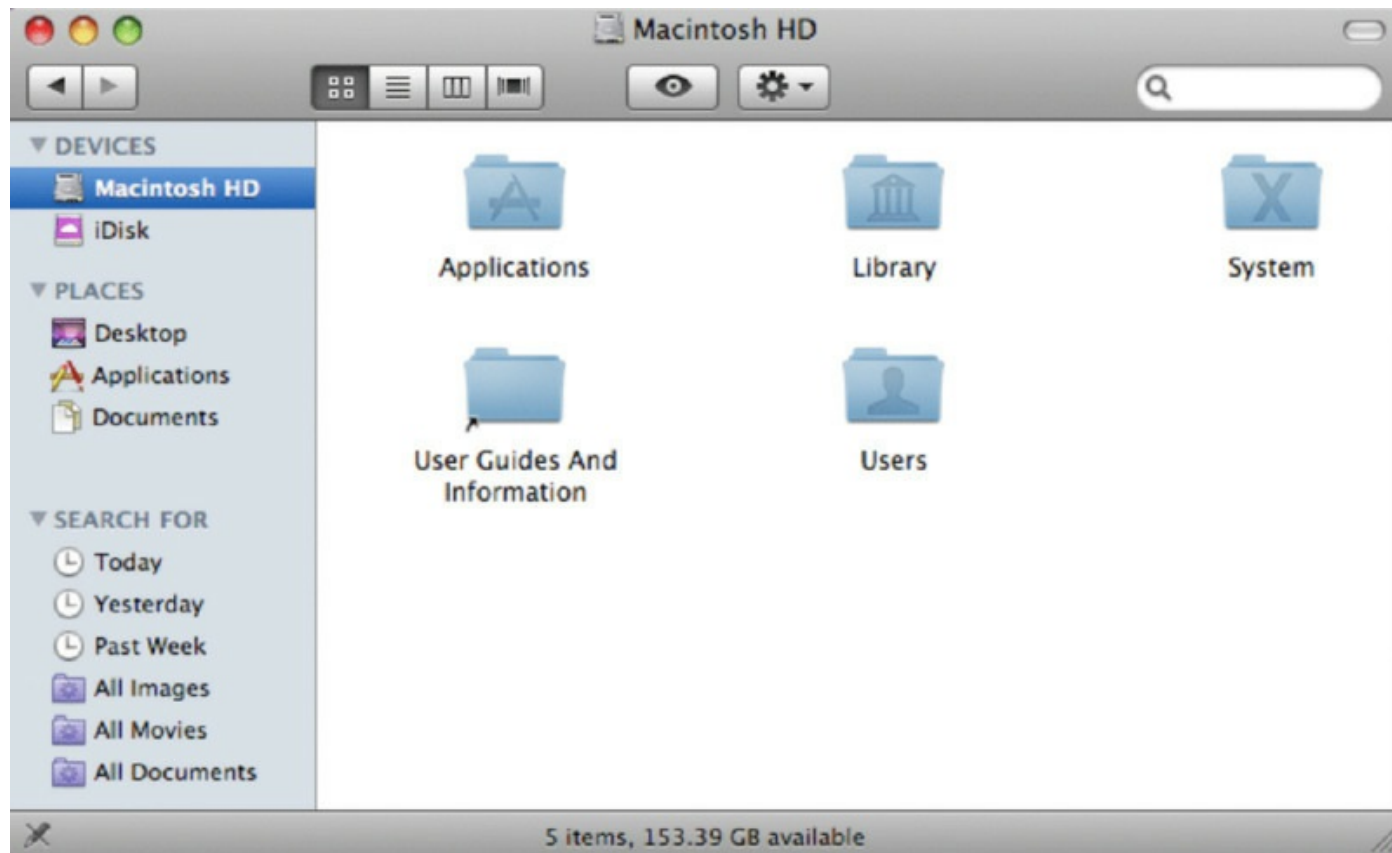 Macintosh HD
DEVICES
Macintosh HD
iDisk
PLACES
Desktop
Applications
Documents
SEARCH FOR
Today
Yesterday
Past Week
All Images
All Movies
All Documents
Applications
Library
System
User Guides And
Information
Users
5 items, 153.39 GB available